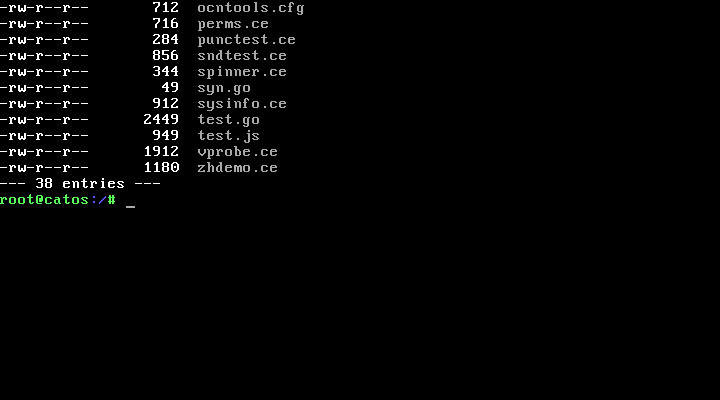 -rw-r--r-- 712 ocntools.cfg
-rw-r--r-- 716 perms.ce
-rw-r--r-- 284 punctest.ce
-rw-r--r-- 856 sndtest.ce
-rw-r--r-- 344 spinner.ce
-rw-r--r-- 49 syn.go
-rw-r--r-- 912 sysinfo.ce
-rw-r--r-- 2449 test.go
-rw-r--r-- 949 test.js
-rw-r--r-- 1912 vprobe.ce
-rw-r--r-- 1180 zhdemo.ce
--- 38 entries ---
root@catos:/# _